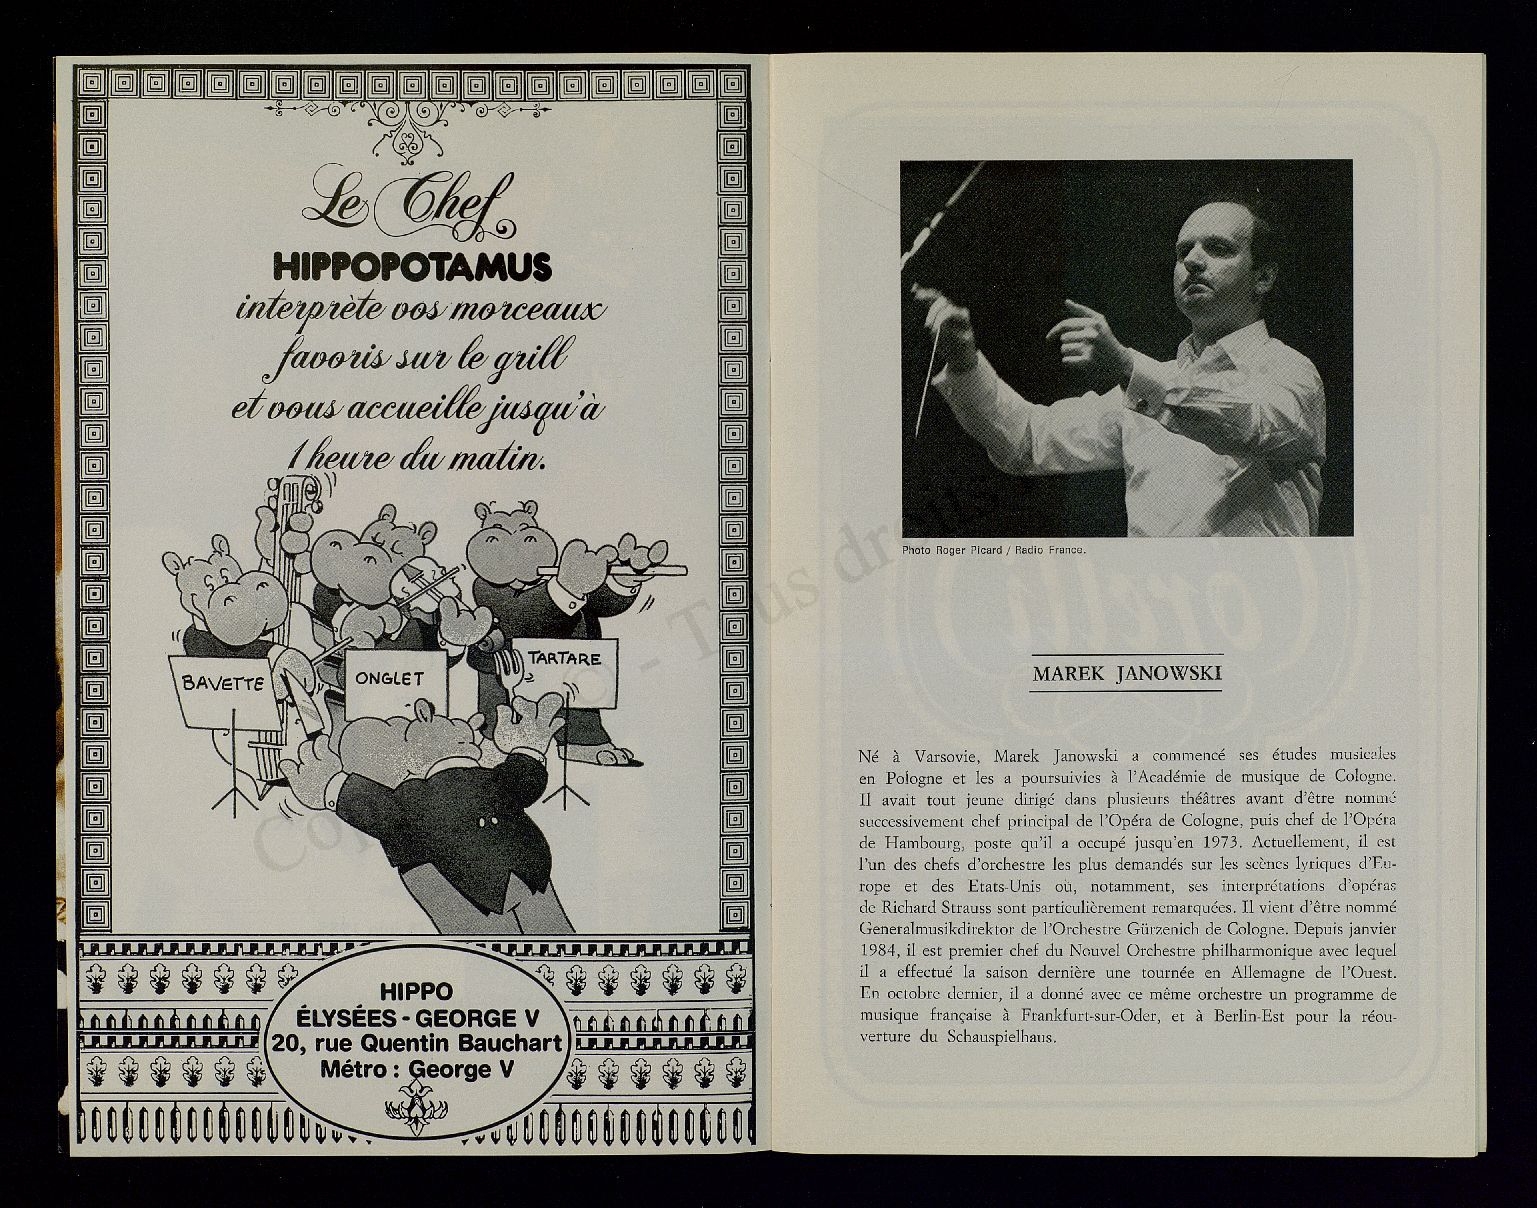 Le Chef
HIPPOPOTAMUS
interprète vos morceaux
favoris sur le grill
et vous accueille jusqu'à
1 heure du matin.
BAVETTE
ONGLET
TARTARE
HIPPO
ÉLYSÉES - GEORGE V
20, rue Quentin Bauchart
Métro : George V
Photo Roger Picard / Radio France.
MAREK JANOWSKI
Né à Varsovie, Marek Janowski a commencé ses études musicales
en Pologne et les a poursuivies à l'Académie de musique de Cologne.
Il avait tout jeune dirigé dans plusieurs théâtres avant d'être nommé
successivement chef principal de l'Opéra de Cologne, puis chef de l'Opéra
de Hambourg, poste qu'il a occupé jusqu'en 1973. Actuellement, il est
l'un des chefs d'orchestre les plus demandés sur les scènes lyriques d'Eu-
rope et des Etats-Unis où, notamment, ses interprétations d'opéras
de Richard Strauss sont particulièrement remarquées. Il vient d'être nommé
Generalmusikdirektor de l'Orchestre Gürzenich de Cologne. Depuis janvier
1984, il est premier chef du Nouvel Orchestre philharmonique avec lequel
il a effectué la saison dernière une tournée en Allemagne de l'Ouest.
En octobre dernier, il a donné avec ce même orchestre un programme de
musique française à Frankfurt-sur-Oder, et à Berlin-Est pour la réou-
verture du Schauspielhaus.